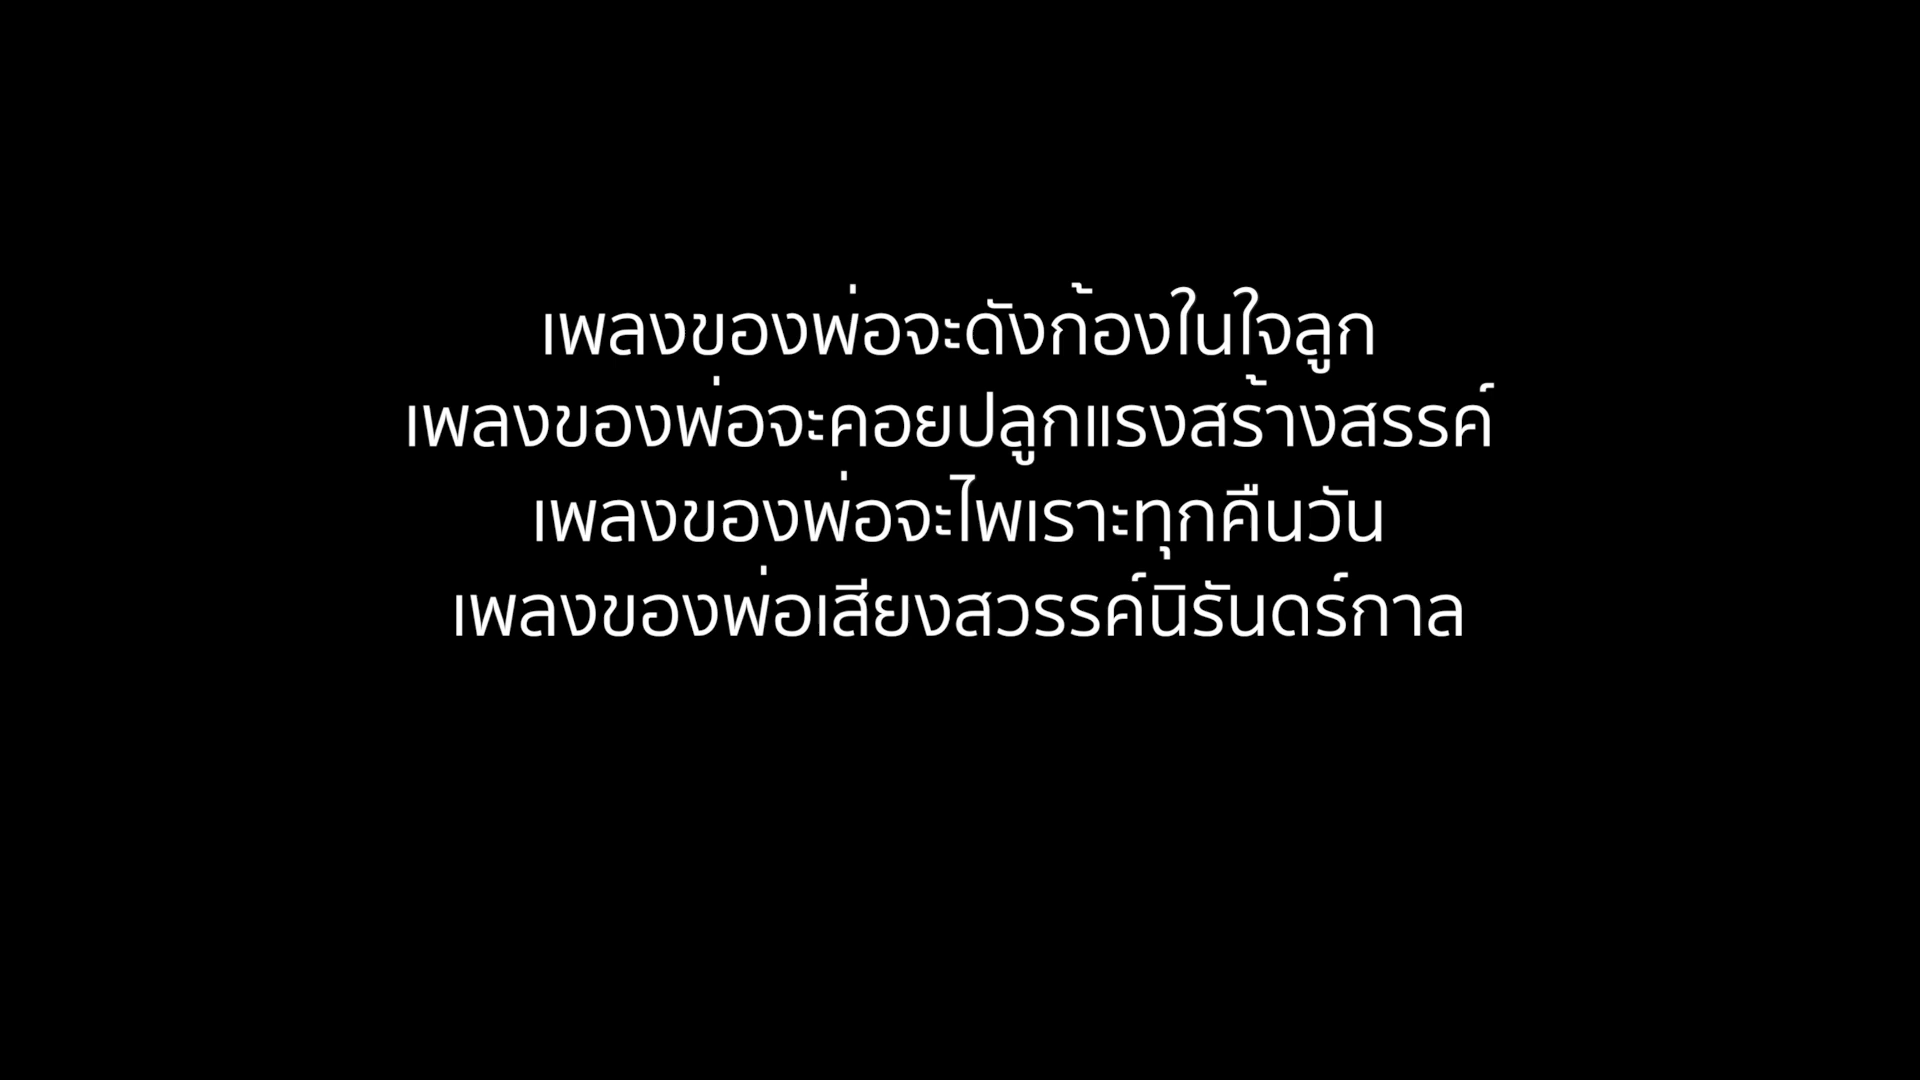 เพลงของพ่อจะดังก้องในใจลูก
เพลงของพ่อจะคอยปลูกแรงสร้างสรรค์
เพลงของพ่อจะไพเราะทุกคืนวัน
เพลงของพ่อเสียงสวรรค์นิรันดร์กาล